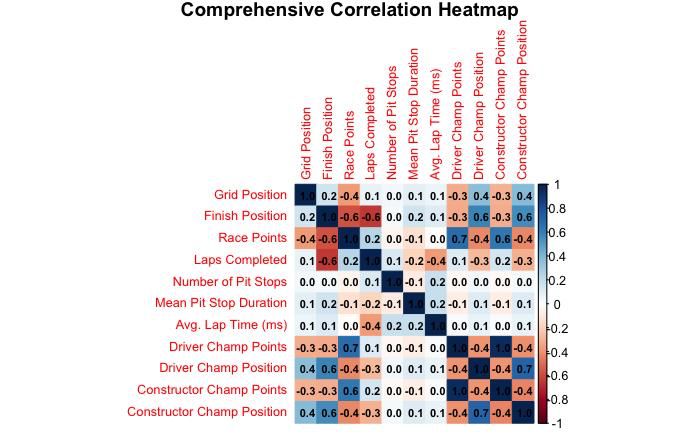 Comprehensive Correlation Heatmap
Grid Position
Finish Position
Race Points
Laps Completed
Number of Pit Stops
Mean Pit Stop Duration
Avg. Lap Time (ms)
Driver Champ Points
Driver Champ Position
Constructor Champ Points
Constructor Champ Position
Grid Position 1.0 0.2 -0.4 0.1 0.0 0.1 0.1 -0.3 0.4 -0.3 0.4
Finish Position 0.2 1.0 -0.6 -0.6 0.0 0.2 0.1 -0.3 0.6 -0.3 0.6
Race Points -0.4 -0.6 1.0 0.2 0.0 -0.1 0.0 0.7 -0.4 0.6 -0.4
Laps Completed 0.1 -0.6 0.2 1.0 0.1 -0.2 -0.4 0.1 -0.3 0.2 -0.3
Number of Pit Stops 0.0 0.0 0.0 0.1 1.0 -0.1 0.2 0.0 0.0 0.0 0.0
Mean Pit Stop Duration 0.1 0.2 -0.1 -0.2 -0.1 1.0 0.2 -0.1 0.1 -0.1 0.1
Avg. Lap Time (ms) 0.1 0.1 0.0 -0.4 0.2 0.2 1.0 0.0 0.1 0.0 0.1
Driver Champ Points -0.3 -0.3 0.7 0.1 0.0 -0.1 0.0 1.0 -0.4 1.0 -0.4
Driver Champ Position 0.4 0.6 -0.4 -0.3 0.0 0.1 0.1 -0.4 1.0 -0.4 0.7
Constructor Champ Points -0.3 -0.3 0.6 0.2 0.0 -0.1 0.0 1.0 -0.4 1.0 -0.4
Constructor Champ Position 0.4 0.6 -0.4 -0.3 0.0 0.1 0.1 -0.4 0.7 -0.4 1.0
1
0.8
0.6
0.4
0.2
0
-0.2
-0.4
-0.6
-0.8
-1